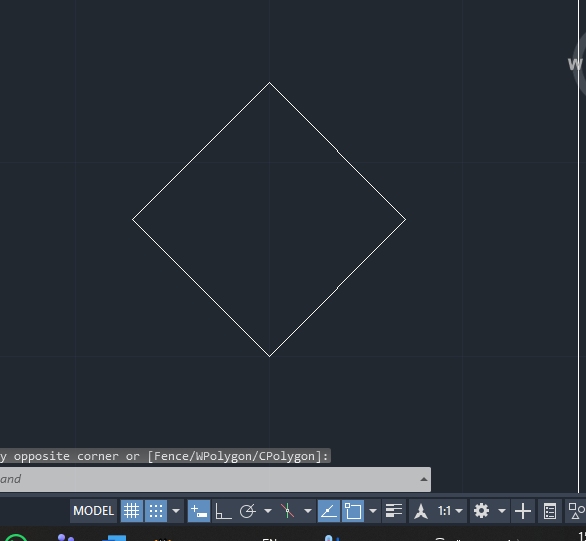 W
y opposite corner or [Fence/WPolygon/CPolygon]:
and
MODEL
1:1
EN